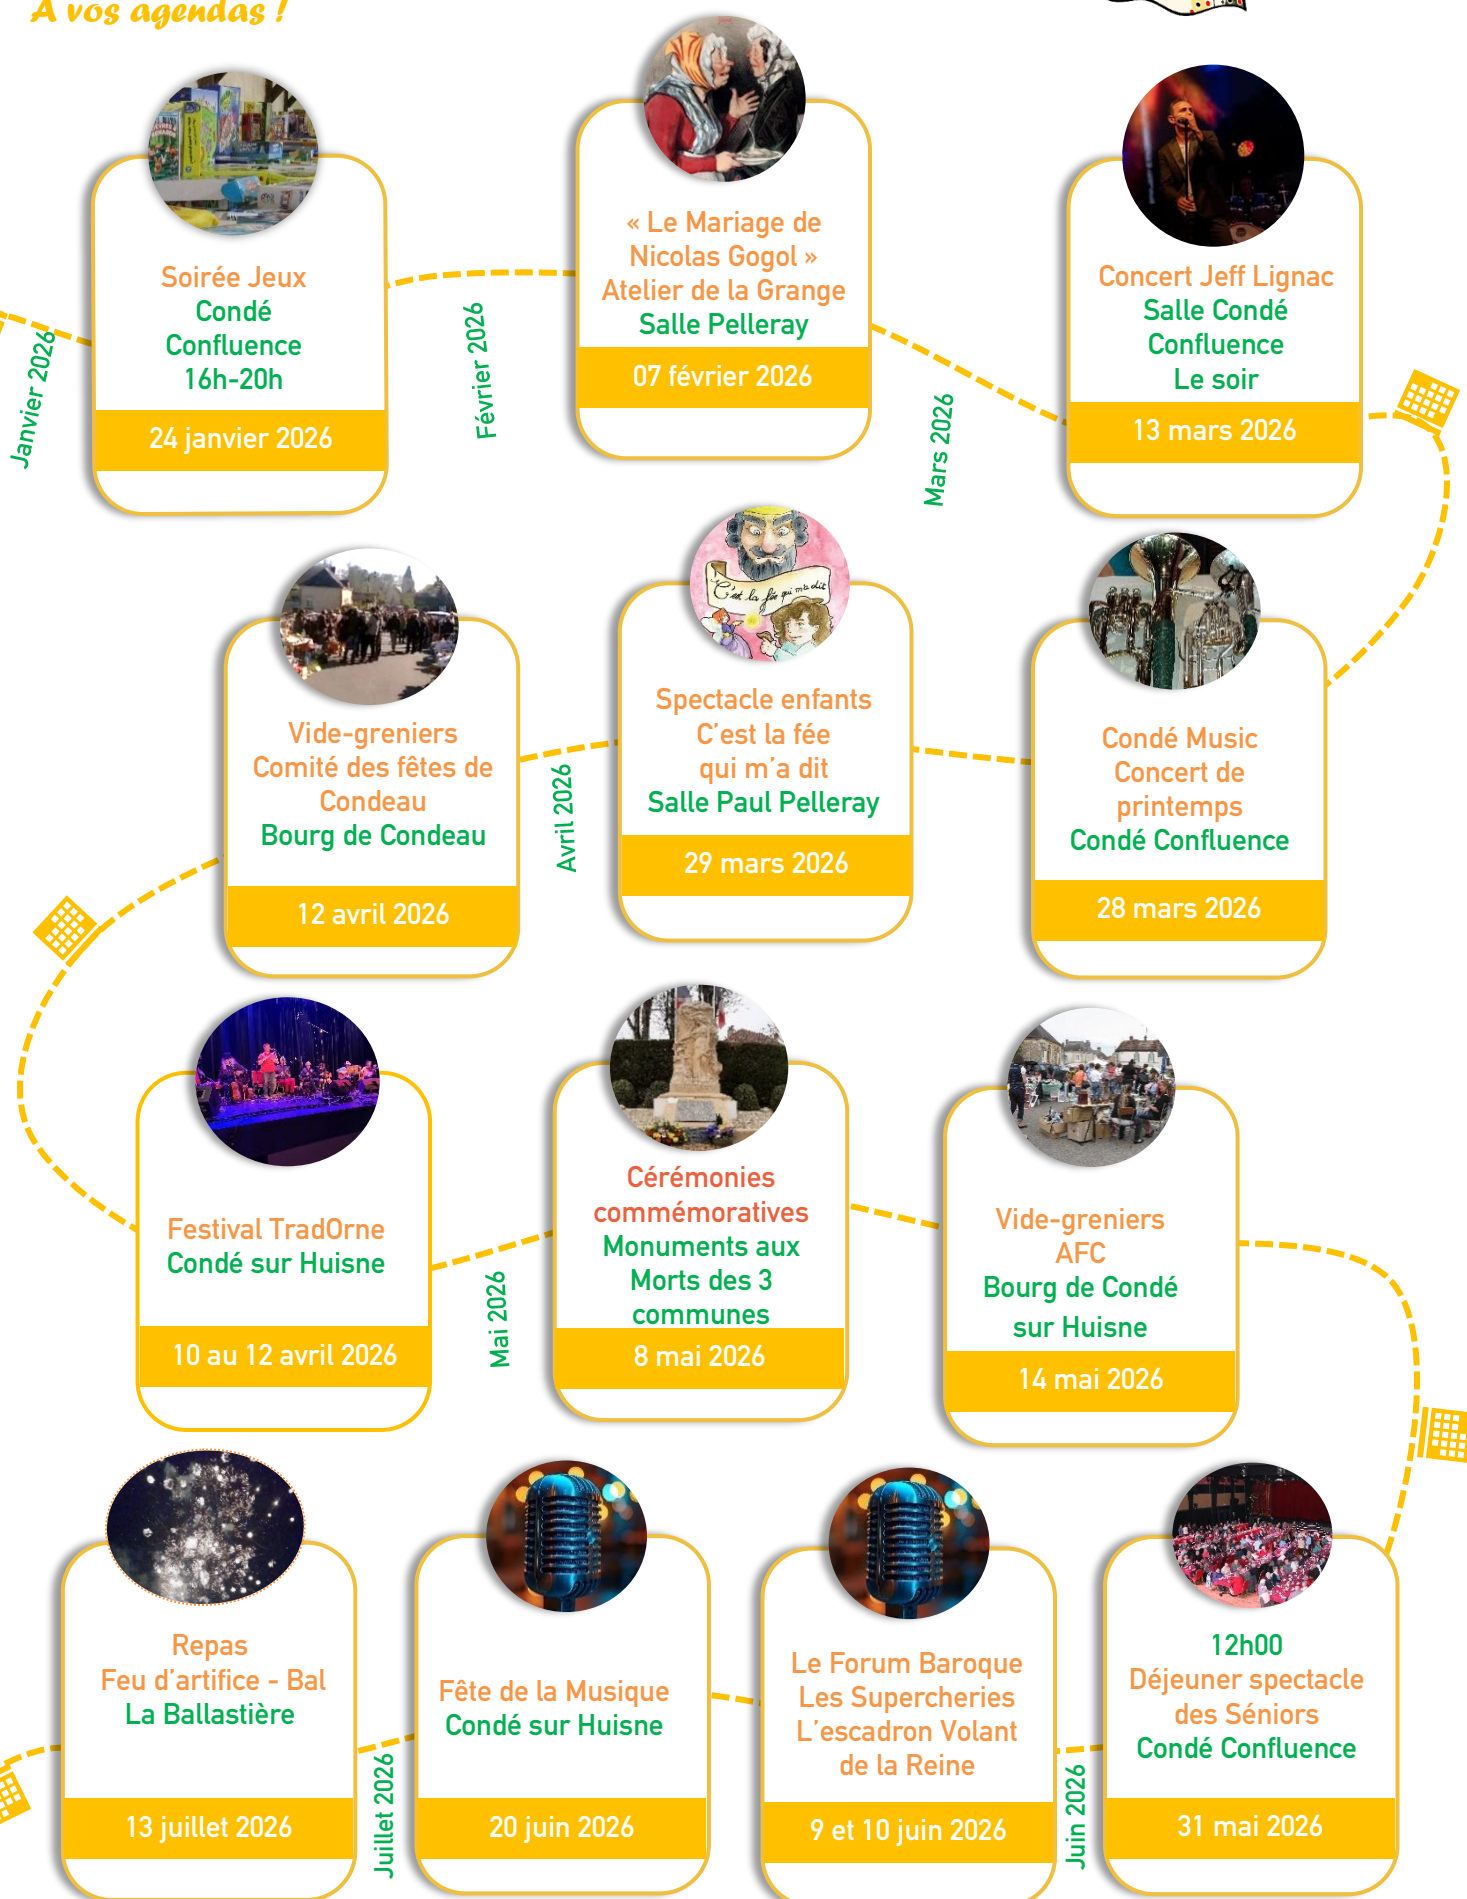 A vos agendas !
Janvier 2026
Soirée Jeux
Condé
Confluence
16h-20h
24 janvier 2026
Février 2026
« Le Mariage de
Nicolas Gogol »
Atelier de la Grange
Salle Pelleray
07 février 2026
Mars 2026
Concert Jeff Lignac
Salle Condé
Confluence
Le soir
13 mars 2026
Condé Music
Concert de
printemps
Condé Confluence
28 mars 2026
C'est la fée qui m'a dit
Spectacle enfants
C'est la fée
qui m'a dit
Salle Paul Pelleray
29 mars 2026
Avril 2026
Vide-greniers
Comité des fêtes de
Condeau
Bourg de Condeau
12 avril 2026
Festival TradOrne
Condé sur Huisne
10 au 12 avril 2026
Mai 2026
Cérémonies
commémoratives
Monuments aux
Morts des 3
communes
8 mai 2026
Vide-greniers
AFC
Bourg de Condé
sur Huisne
14 mai 2026
12h00
Déjeuner spectacle
des Séniors
Condé Confluence
31 mai 2026
Juin 2026
Le Forum Baroque
Les Supercheries
L'escadron Volant
de la Reine
9 et 10 juin 2026
Fête de la Musique
Condé sur Huisne
20 juin 2026
Juillet 2026
Repas
Feu d'artifice - Bal
La Ballastière
13 juillet 2026